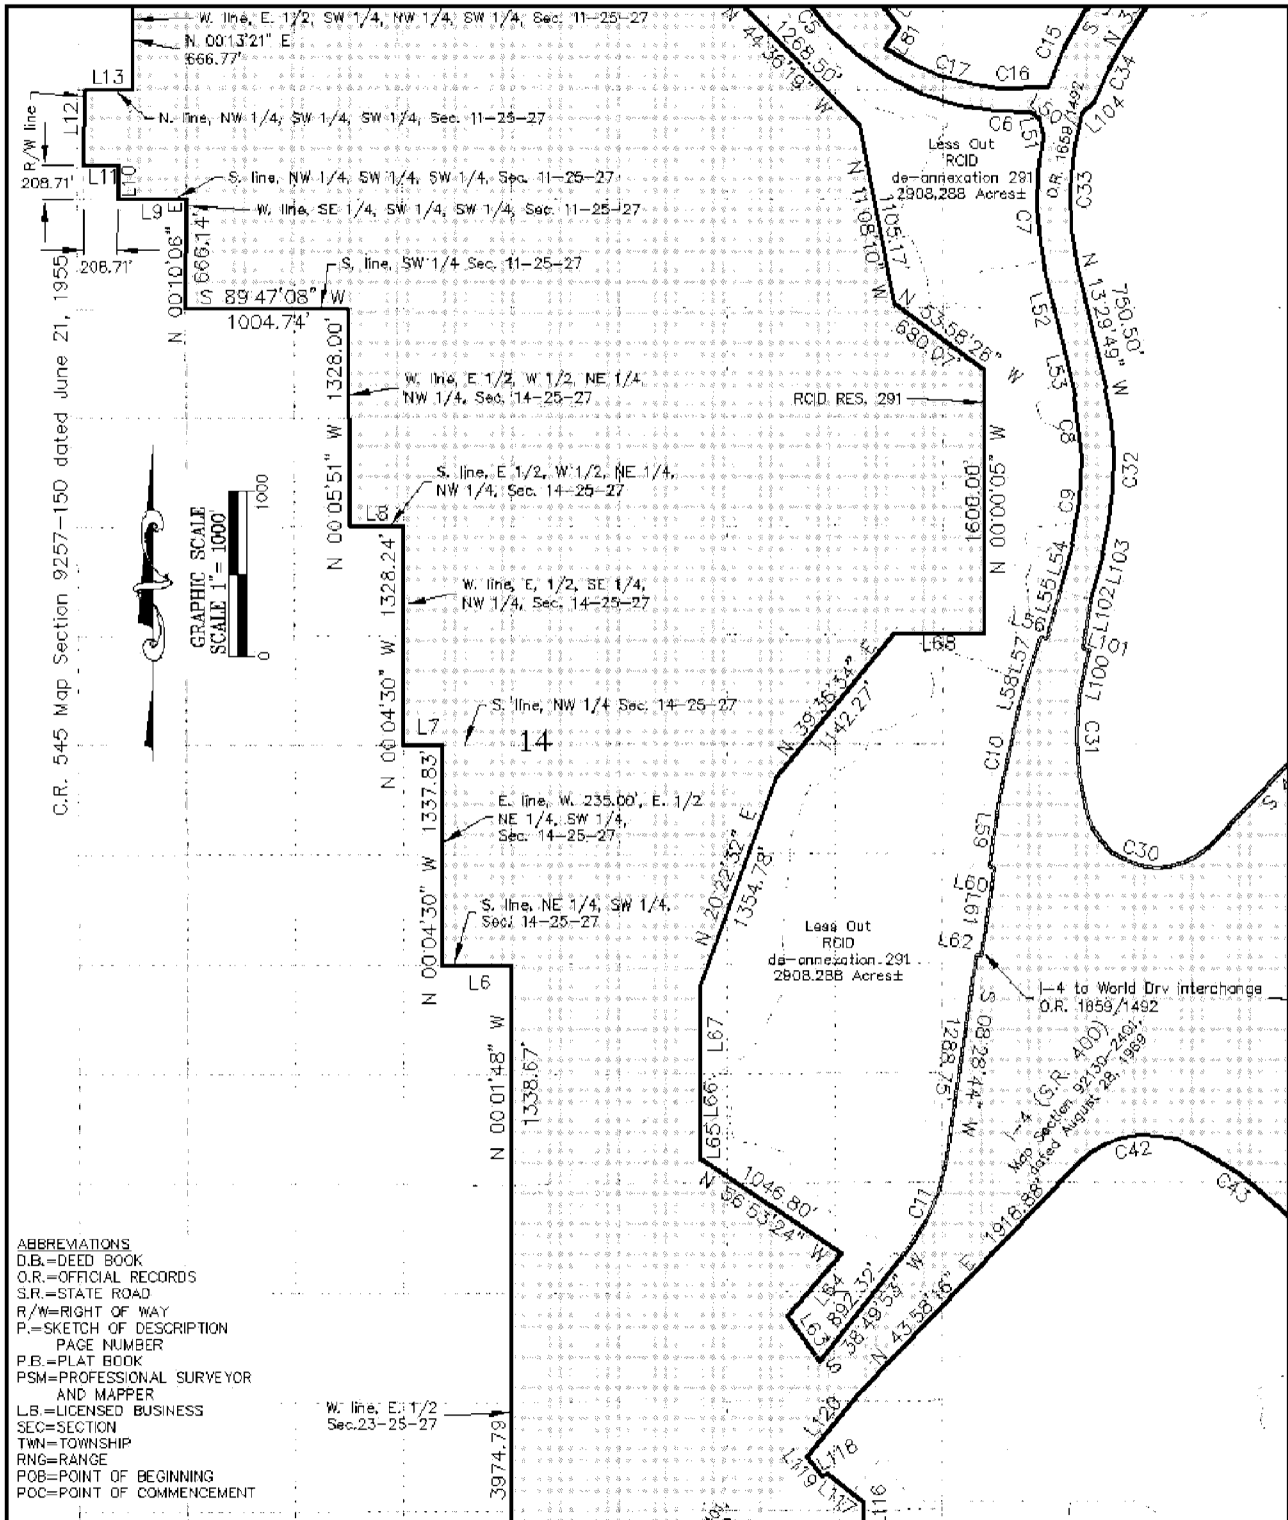 W. line, E. 1/2, SW 1/4, NW 1/4, SW 1/4, Sec. 11-25-27
N 00°13'21" E
666.77'
L13
L12
R/W line
N. line, NW 1/4, SW 1/4, SW 1/4, Sec. 11-25-27
L11
L10
208.71'
S. line, NW 1/4, SW 1/4, SW 1/4, Sec. 11-25-27
L9
W. line, SE 1/4, SW 1/4, SW 1/4, Sec. 11-25-27
208.71'
N 00°10'06" E
666.14'
S. line, SW 1/4 Sec. 11-25-27
S 89°47'08" W
1004.74'
O.R. 545 Map Section 9257-150 dated June 21, 1955
N 00°05'51" W
1328.00'
W. line, E 1/2, W 1/2, NE 1/4,
NW 1/4, Sec. 14-25-27
S. line, E 1/2, W 1/2, NE 1/4,
NW 1/4, Sec. 14-25-27
L8
GRAPHIC SCALE
SCALE 1"= 1000'
0
1000
N 00°04'30" W
1328.24'
W. line, E. 1/2, SE 1/4,
NW 1/4, Sec. 14-25-27
S. line, NW 1/4 Sec. 14-25-27
L7
14
N 00°04'30" W
1337.83'
E. line, W. 235.00', E. 1/2
NE 1/4, SW 1/4,
Sec. 14-25-27
S. line, NE 1/4, SW 1/4,
Sec. 14-25-27
L6
N 00°01'48" W
1338.67'
W. line, E. 1/2
Sec.23-25-27
3974.79'
N 44°36'19" W
1268.50'
C5
L81
C17
C16
C15
C34
L104
L50
C6
L51
O.R. 1659/1492
Less Out
RCID
de-annexation 291
2908.288 Acres±
N 11°08'10" W
1105.17'
C7
C33
N 53°58'26" W
680.07'
L52
N 13°29'49" W
750.50'
L53
RCID RES. 291
C8
C32
N 00°00'50" W
1609.00'
C9
L54
L103
L55
L102
L56
L57
L68
L100
L58
N 39°36'34" E
1142.27'
C31
C10
S
N 20°22'32" E
1354.78'
L59
C30
L60
L61
Less Out
RCID
de-annexation 291
2908.288 Acres±
L62
I-4 to World Drv interchange
O.R. 1659/1492
S 08°28'44" W
1288.75'
I-4 (S.R. 400)
Map Section 92130-2401,
dated August 28, 1969
L67
L66
L65
N 56°53'24" W
1046.80'
C42
C43
C11
L64
L63
S 38°49'53" W
892.32'
N 43°58'16" E
1918.88'
L120
L119
L118
L117
L116
ABBREVIATIONS
D.B.=DEED BOOK
O.R.=OFFICIAL RECORDS
S.R.=STATE ROAD
R/W=RIGHT OF WAY
P.=SKETCH OF DESCRIPTION
PAGE NUMBER
P.B.=PLAT BOOK
PSM=PROFESSIONAL SURVEYOR
AND MAPPER
L.B.=LICENSED BUSINESS
SEC=SECTION
TWN=TOWNSHIP
RNG=RANGE
POB=POINT OF BEGINNING
POC=POINT OF COMMENCEMENT